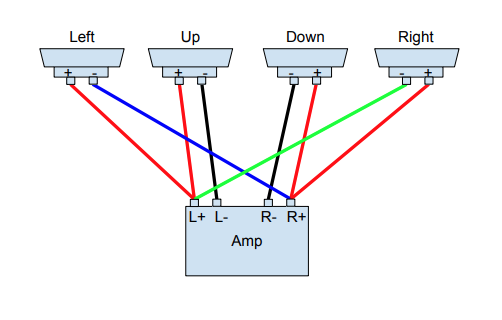 Left Up Down Right
+ - + - - + - +
L+ L- R- R+
Amp